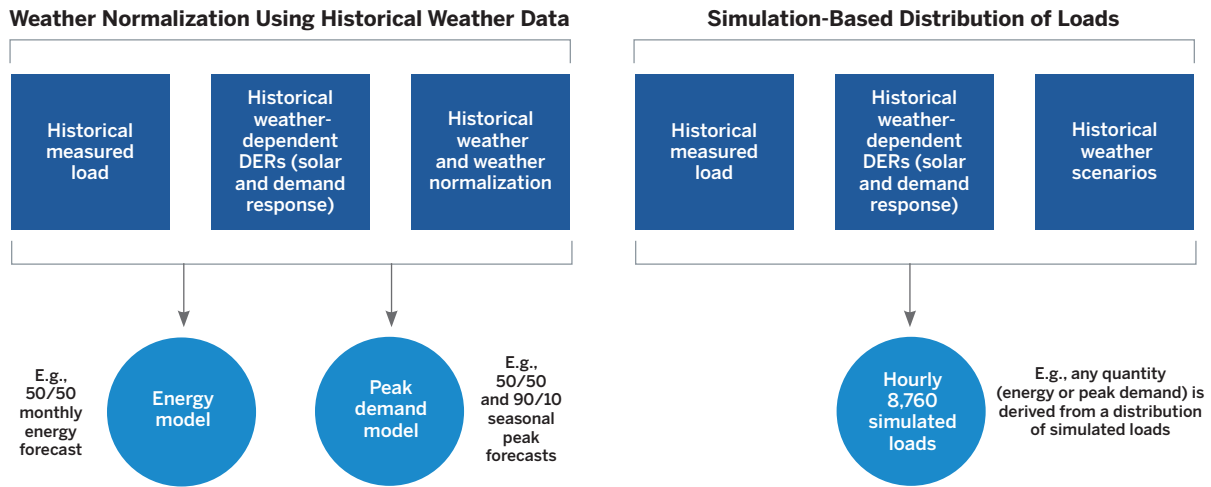 Weather Normalization Using Historical Weather Data
Historical
measured
load
Historical
weather-
dependent
DERs (solar
and demand
response)
Historical
weather
and weather
normalization
E.g.,
50/50
monthly
energy
forecast
Energy
model
Peak
demand
model
E.g.,
50/50
and 90/10
seasonal
peak
forecasts
Simulation-Based Distribution of Loads
Historical
measured
load
Historical
weather-
dependent
DERs (solar
and demand
response)
Historical
weather
scenarios
Hourly
8,760
simulated
loads
E.g., any quantity
(energy or peak demand) is
derived from a distribution
of simulated loads